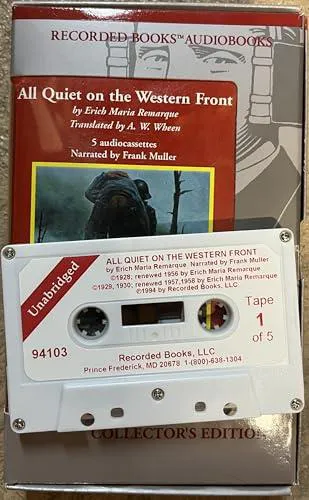 RECORDED BOOKS™ AUDIOBOOKS
All Quiet on the Western Front
by Erich Maria Remarque
Translated by A. W. Wheen
5 audiocassettes
Narrated by Frank Muller
Unabridged
ALL QUIET ON THE WESTERN FRONT
by Erich Maria Remarque Narrated by Frank Muller
©1928; renewed 1956 by Erich Maria Remarque
©1929, 1930; renewed 1957,1958 by Erich Maria Remarque
℗1994 by Recorded Books, LLC
Tape
1
of 5
94103
Recorded Books, LLC
Prince Frederick, MD 20678 1-(800)-638-1304
COLLECTOR'S EDITIO